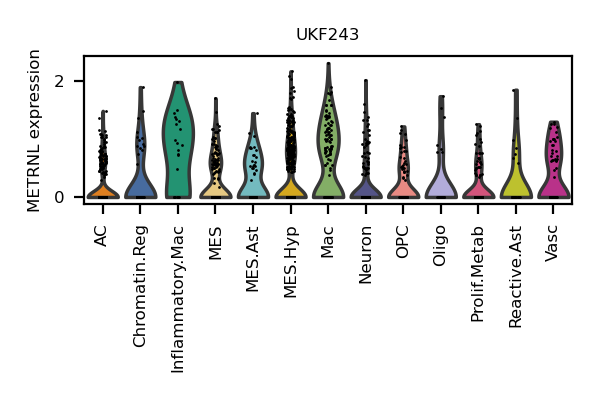 UKF243
METRNL expression
2
0
AC
Chromatin.Reg
Inflammatory.Mac
MES
MES.Ast
MES.Hyp
Mac
Neuron
OPC
Oligo
Prolif.Metab
Reactive.Ast
Vasc